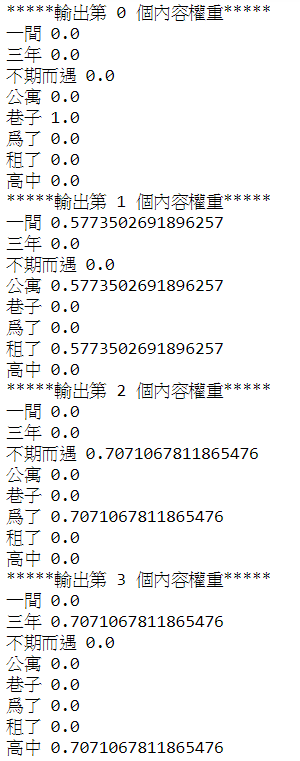 *****輸出第 0 個內容權重*****
一間 0.0
三年 0.0
不期而遇 0.0
公寓 0.0
巷子 1.0
爲了 0.0
租了 0.0
高中 0.0
*****輸出第 1 個內容權重*****
一間 0.5773502691896257
三年 0.0
不期而遇 0.0
公寓 0.5773502691896257
巷子 0.0
爲了 0.0
租了 0.5773502691896257
高中 0.0
*****輸出第 2 個內容權重*****
一間 0.0
三年 0.0
不期而遇 0.7071067811865476
公寓 0.0
巷子 0.0
爲了 0.7071067811865476
租了 0.0
高中 0.0
*****輸出第 3 個內容權重*****
一間 0.0
三年 0.7071067811865476
不期而遇 0.0
公寓 0.0
巷子 0.0
爲了 0.0
租了 0.0
高中 0.7071067811865476